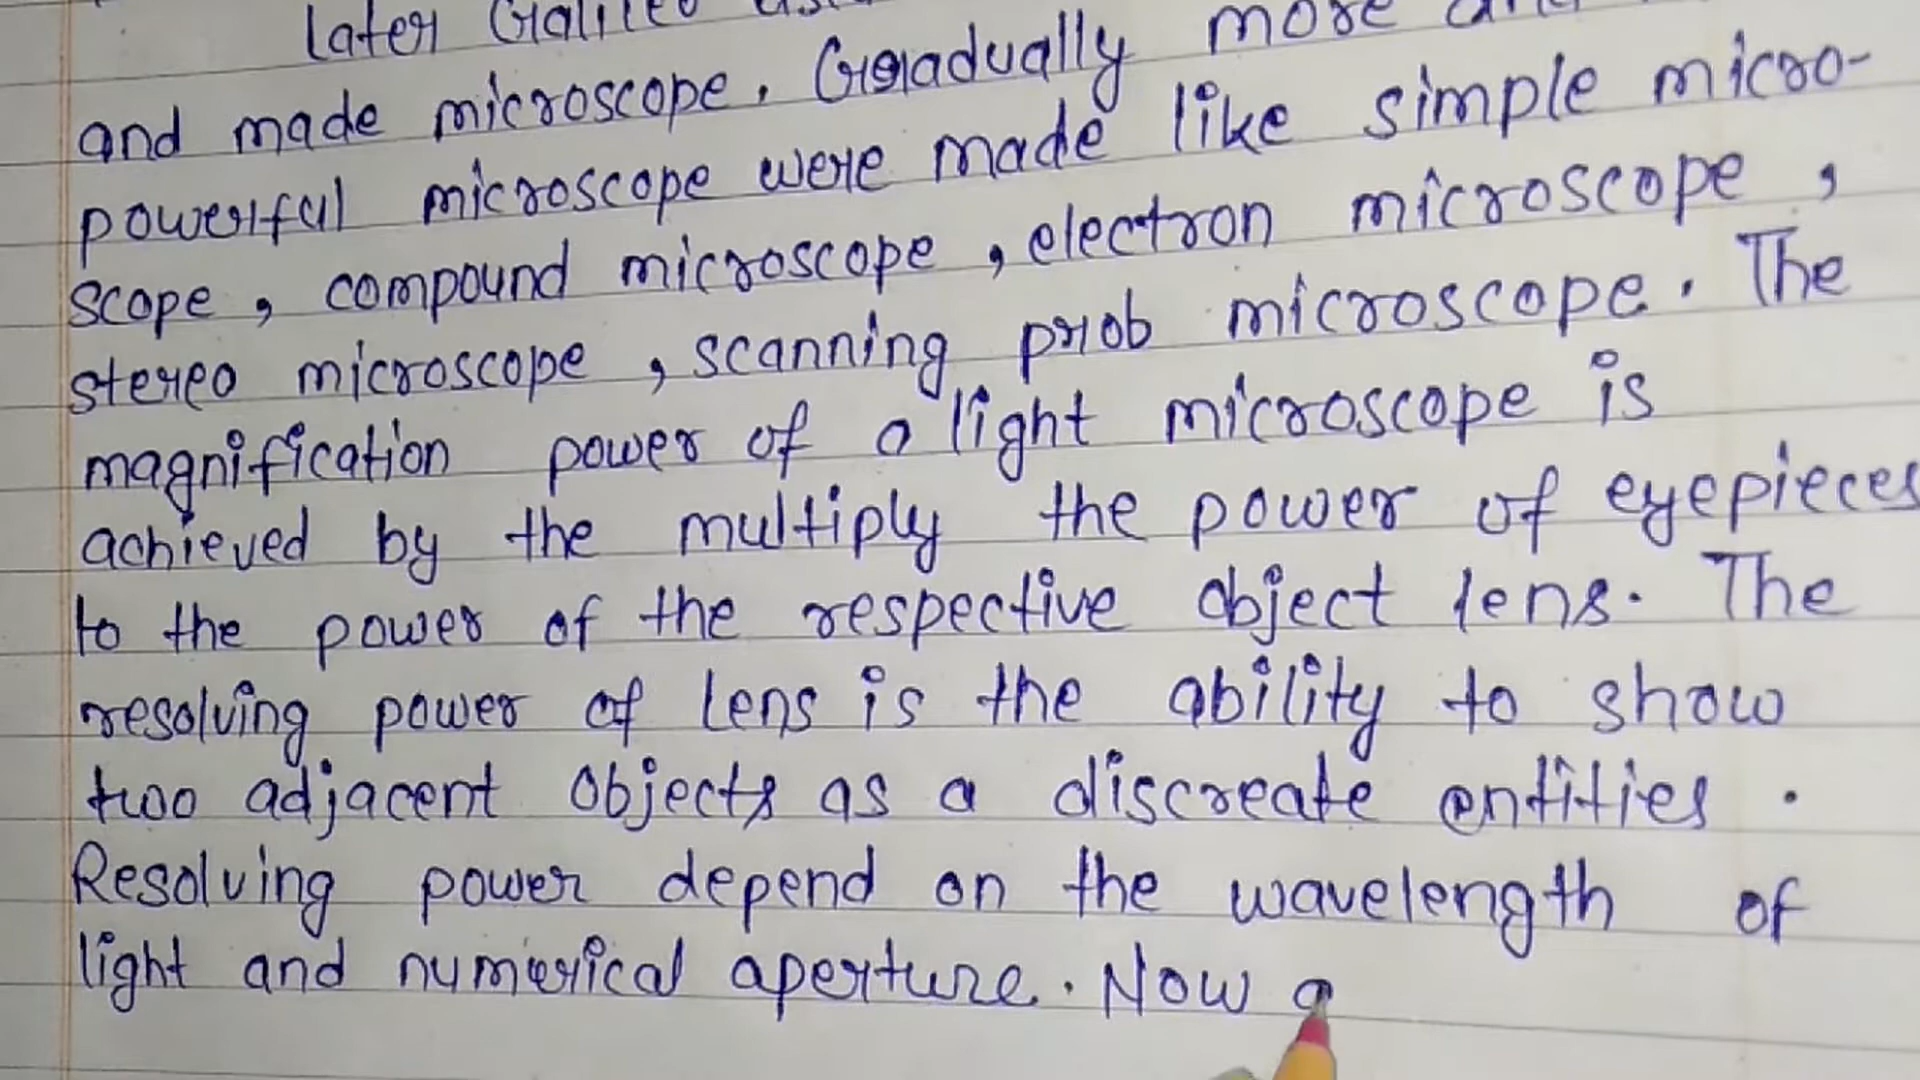 Later Galileo
and made microscope. Gradually more and
powerful microscope were made like simple micro-
scope, compound microscope, electron microscope,
stereo microscope, scanning prob microscope. The
magnification power of a light microscope is
achieved by the multiply the power of eyepieces
to the power of the respective object lens. The
resolving power of lens is the ability to show
two adjacent objects as a discreate entities.
Resolving power depend on the wavelength of
light and numerical aperture. Now a